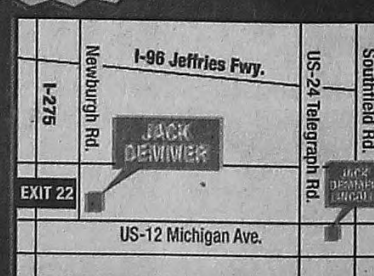 I-96 Jeffries Fwy.
I-275
Newburgh Rd.
US-24 Telegraph Rd.
Southfield Rd.
JACK
DEMMER
JACK
DEMMER
LINCOLN
EXIT 22
US-12 Michigan Ave.